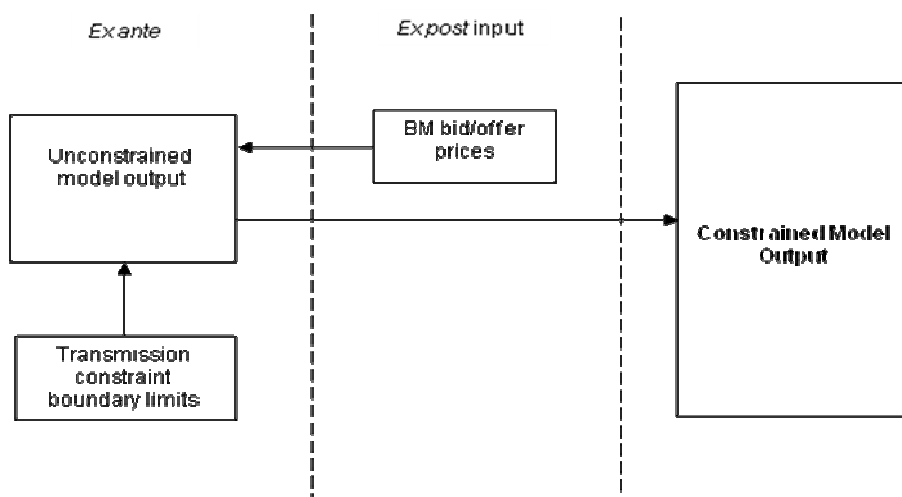 Ex ante
Ex post input
BM bid/offer
prices
Unconstrained
model output
Constrained Model
Output
Transmission
constraint
boundary limits